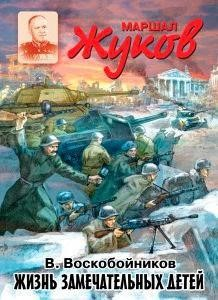 МАРШАЛ
Жуков
В. Воскобойников
ЖИЗНЬ ЗАМЕЧАТЕЛЬНЫХ ДЕТЕЙ